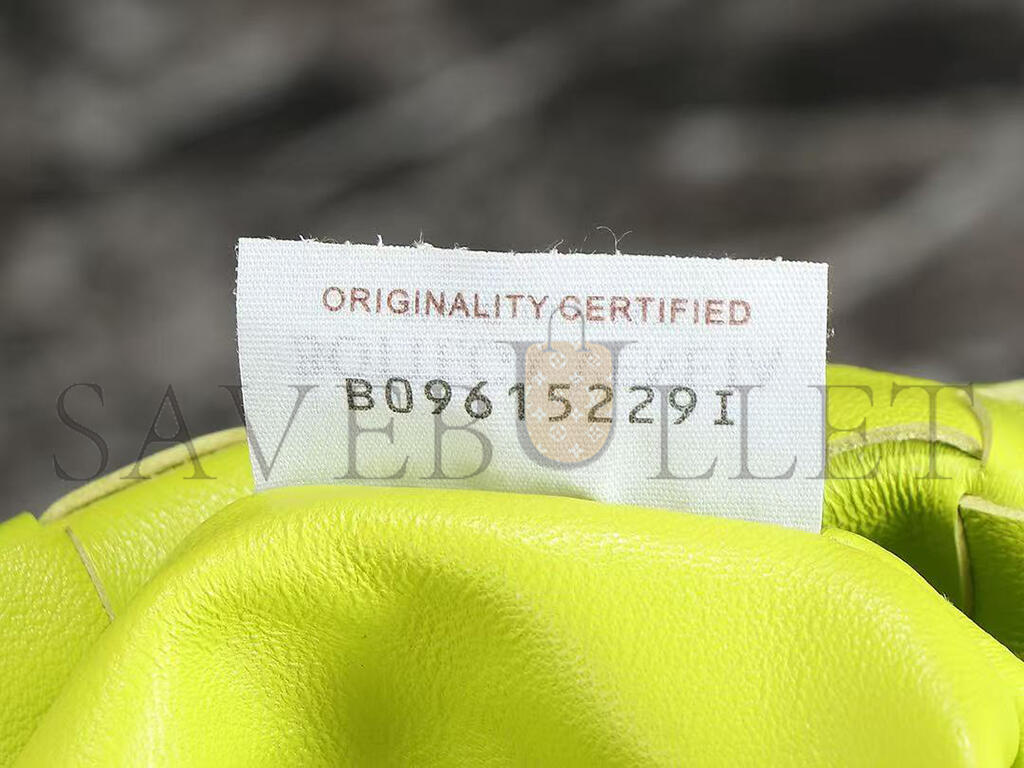 ORIGINALITY CERTIFIED
B09615229I
SAVEBULLET